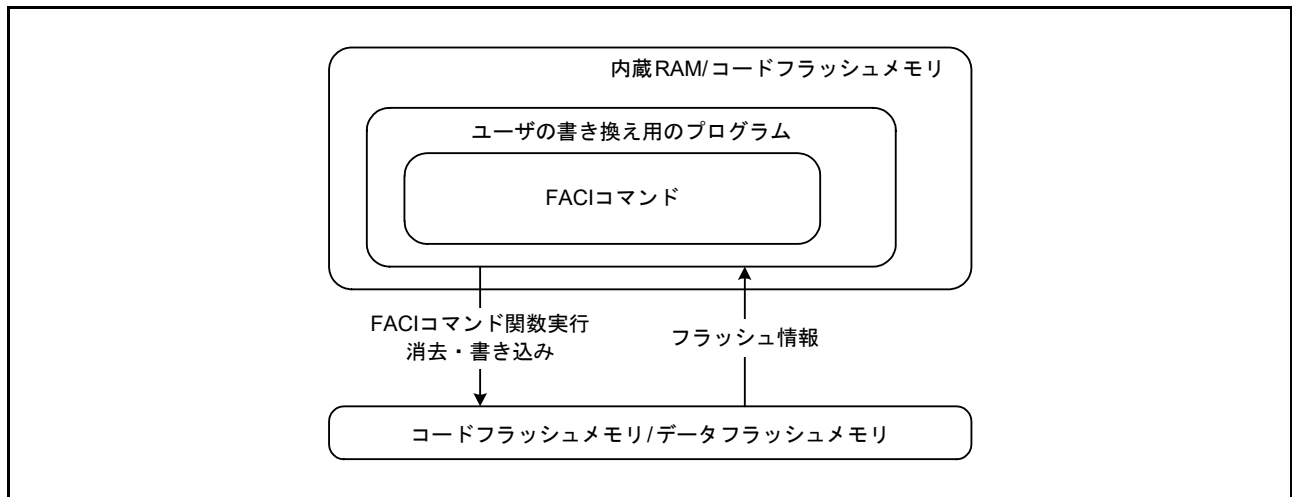 内蔵RAM/コードフラッシュメモリ
ユーザの書き換え用のプログラム
FACIコマンド
FACIコマンド関数実行
消去・書き込み
フラッシュ情報
コードフラッシュメモリ/データフラッシュメモリ